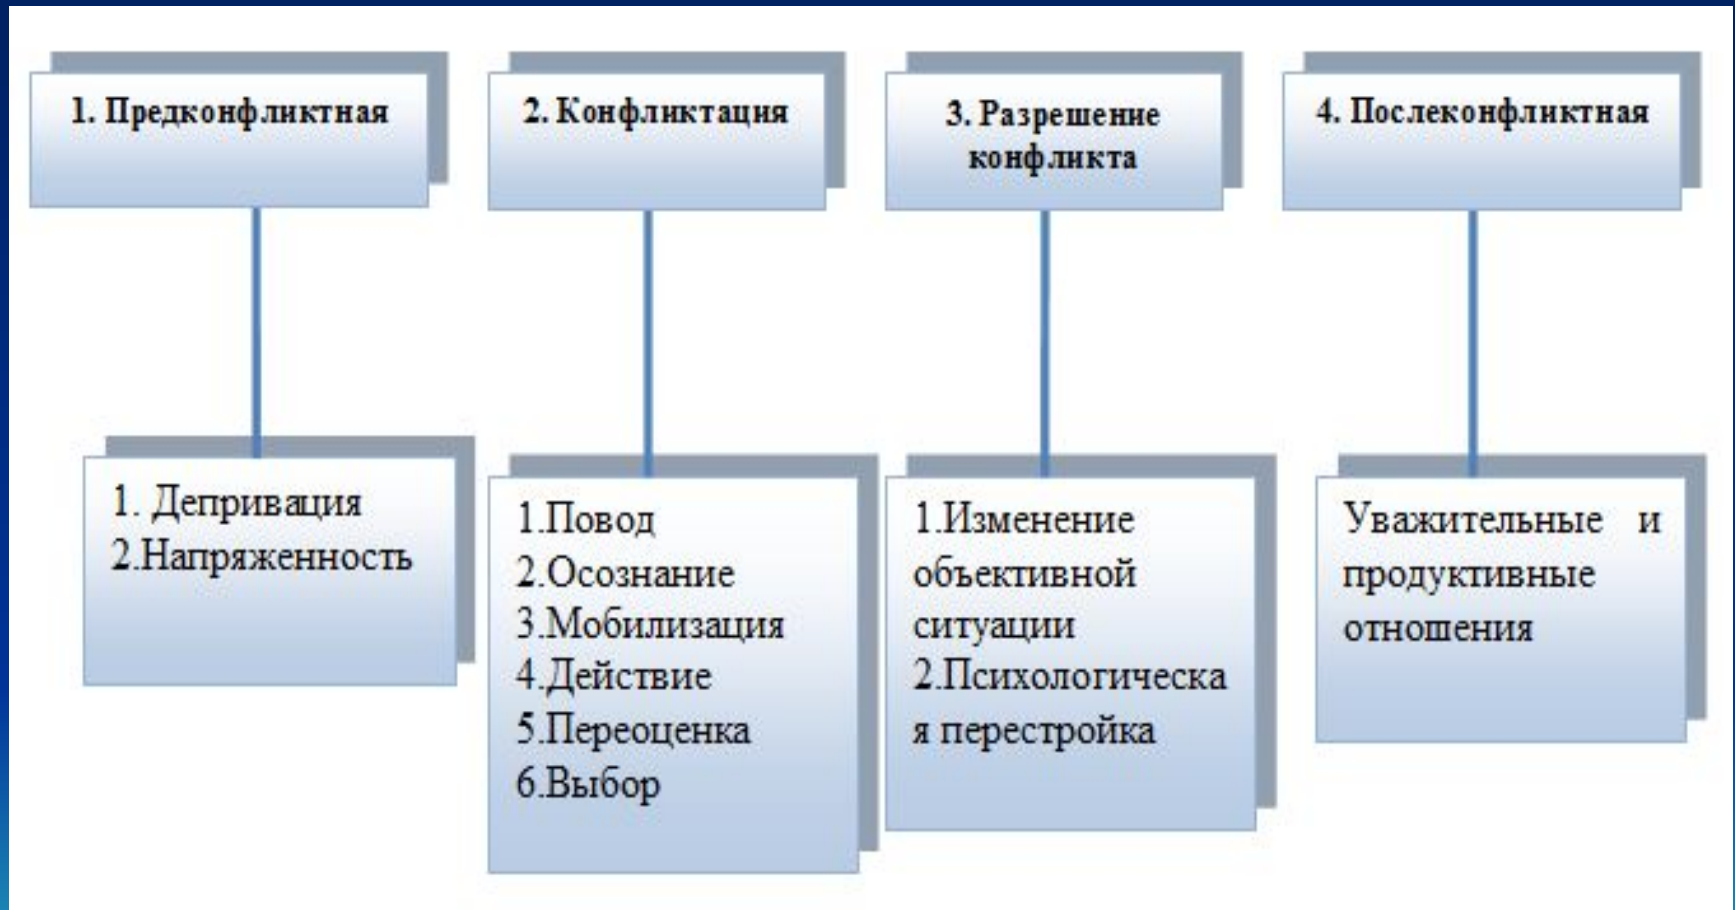 1. Предконфликтная
2. Конфликтация
3. Разрешение
конфликта
4. Послеконфликтная
1. Депривация
2.Напряженность
1.Повод
2.Осознание
3.Мобилизация
4.Действие
5.Переоценка
6.Выбор
1.Изменение
объективной
ситуации
2.Психологическа
я перестройка
Уважительные и
продуктивные
отношения